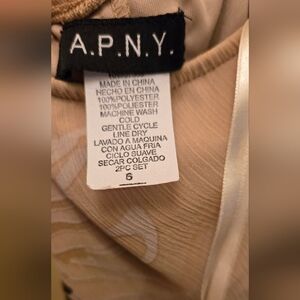 A.P.N.Y.
MADE IN CHINA
HECHO EN CHINA
100%POLYESTER
100%POLIESTER
MACHINE WASH
COLD
GENTLE CYCLE
LINE DRY
LAVADO A MAQUINA
CON AGUA FRIA
CICLO SUAVE
SECAR COLGADO
2PC SET
6